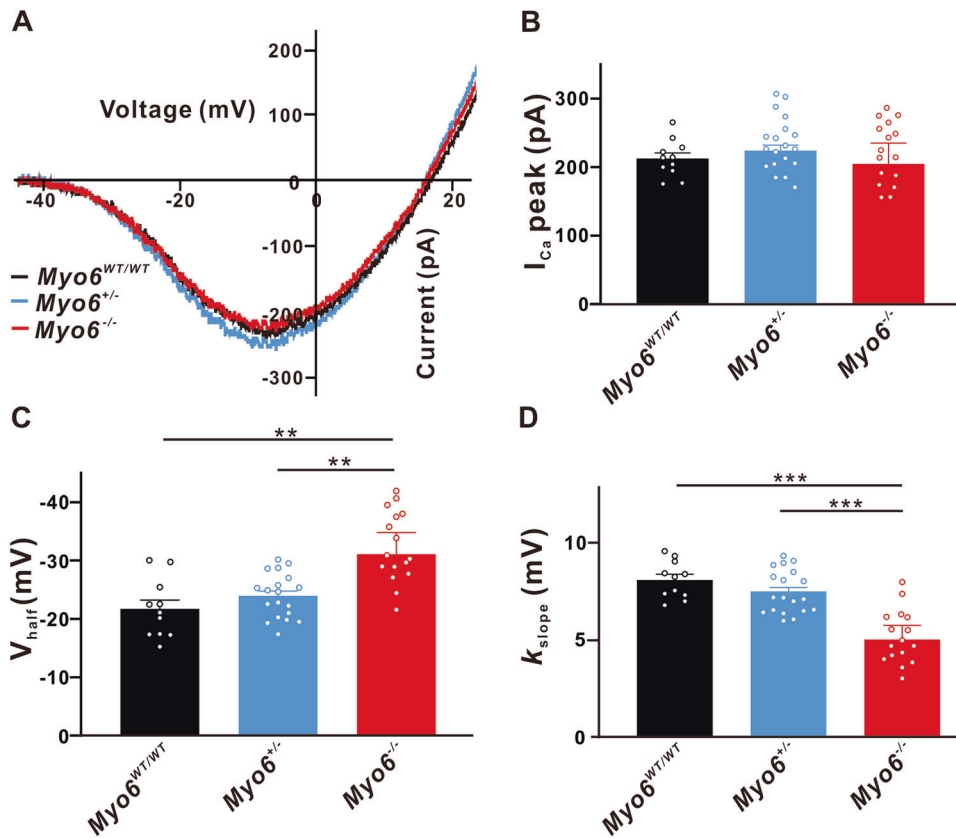 A
200
100
Voltage (mV)
0
-40
-20
0
20
-100
-200
-300
Current (pA)
Myo6WT/WT
Myo6+/-
Myo6-/-
B
300
200
100
0
ICa peak (pA)
Myo6WT/WT
Myo6+/-
Myo6-/-
C
**
**
-40
-30
-20
-10
0
Vhalf (mV)
Myo6WT/WT
Myo6+/-
Myo6-/-
D
***
***
10
5
0
kslope (mV)
Myo6WT/WT
Myo6+/-
Myo6-/-